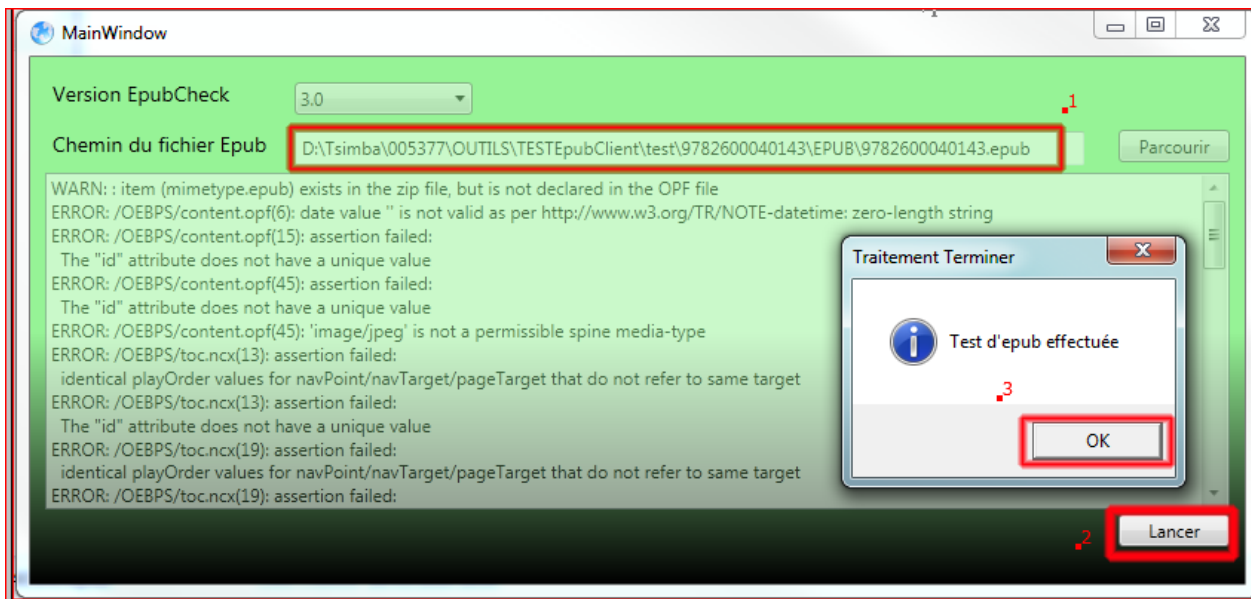 MainWindow
Version EpubCheck
3.0
1
Chemin du fichier Epub
D:\Tsimba\005377\OUTILS\TESTEpubClient\test\9782600040143\EPUB\9782600040143.epub
Parcourir
WARN: : item (mimetype.epub) exists in the zip file, but is not declared in the OPF file
ERROR: /OEBPS/content.opf(6): date value '' is not valid as per http://www.w3.org/TR/NOTE-datetime: zero-length string
ERROR: /OEBPS/content.opf(15): assertion failed:
The "id" attribute does not have a unique value
ERROR: /OEBPS/content.opf(45): assertion failed:
The "id" attribute does not have a unique value
ERROR: /OEBPS/content.opf(45): 'image/jpeg' is not a permissible spine media-type
ERROR: /OEBPS/toc.ncx(13): assertion failed:
identical playOrder values for navPoint/navTarget/pageTarget that do not refer to same target
ERROR: /OEBPS/toc.ncx(13): assertion failed:
The "id" attribute does not have a unique value
ERROR: /OEBPS/toc.ncx(19): assertion failed:
identical playOrder values for navPoint/navTarget/pageTarget that do not refer to same target
ERROR: /OEBPS/toc.ncx(19): assertion failed:
Traitement Terminer
Test d'epub effectuée
3
OK
2
Lancer